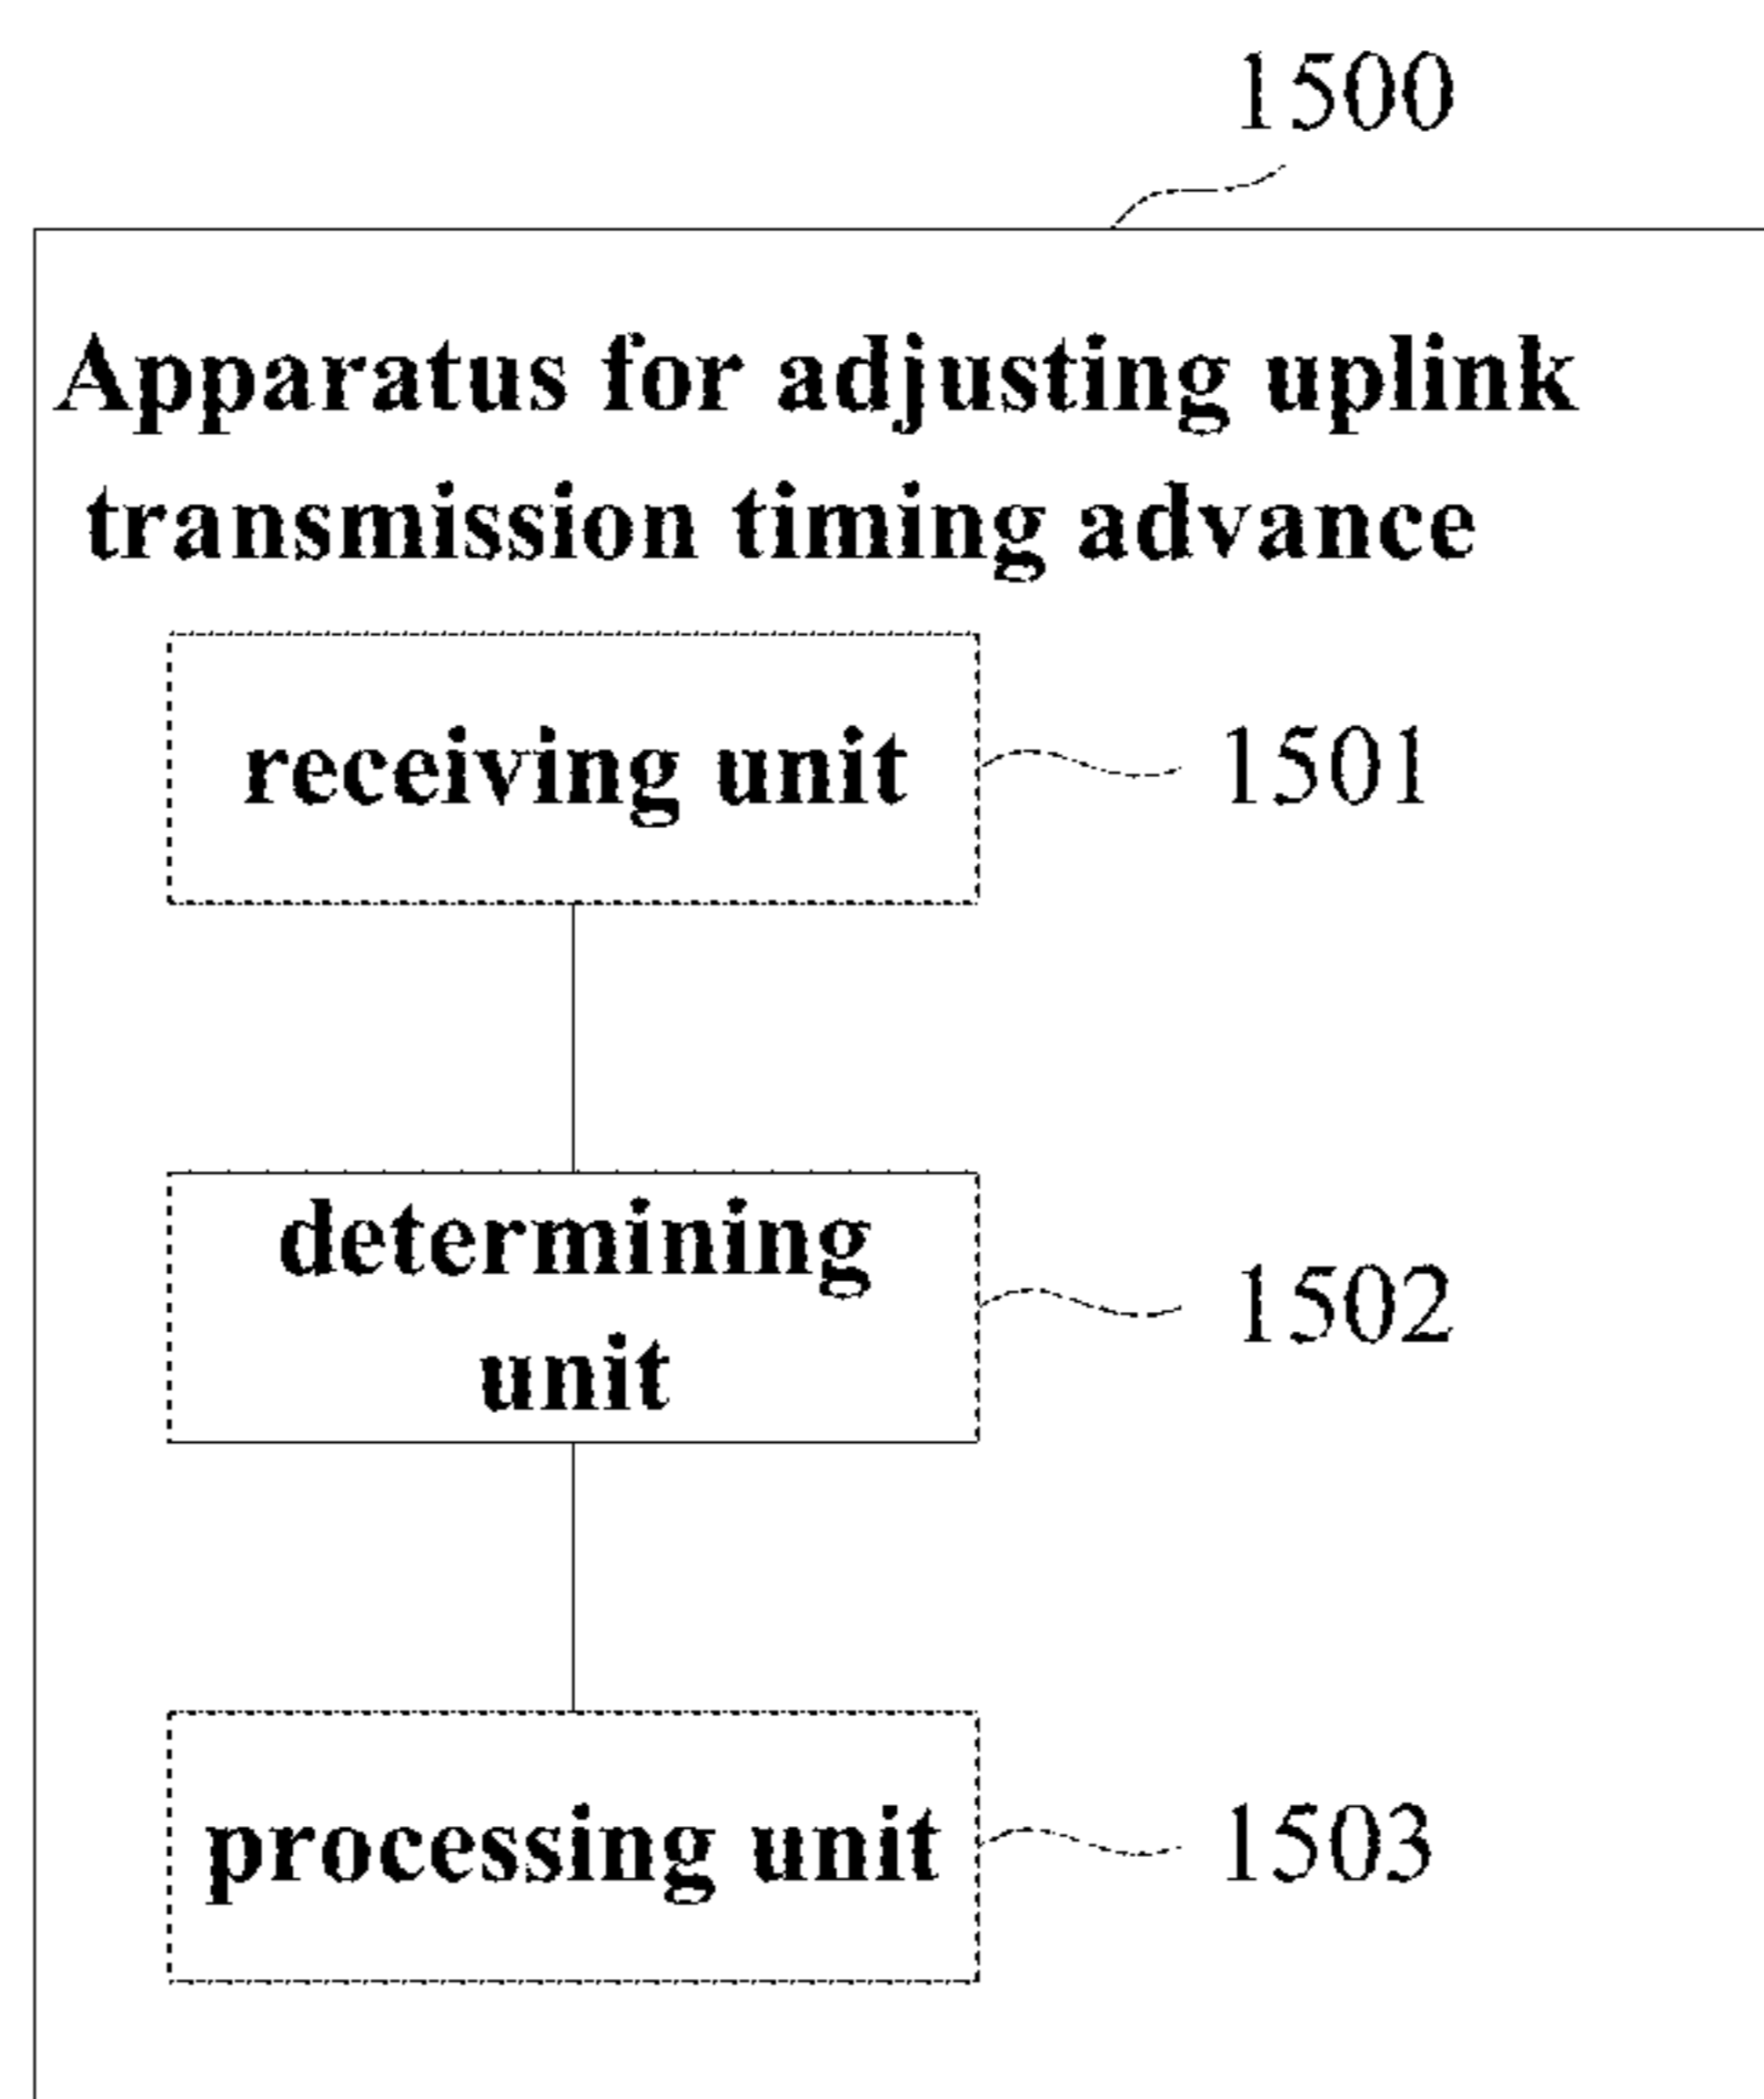 1500
Apparatus for adjusting uplink
transmission timing advance
receiving unit
1501
determining
unit
1502
processing unit
1503